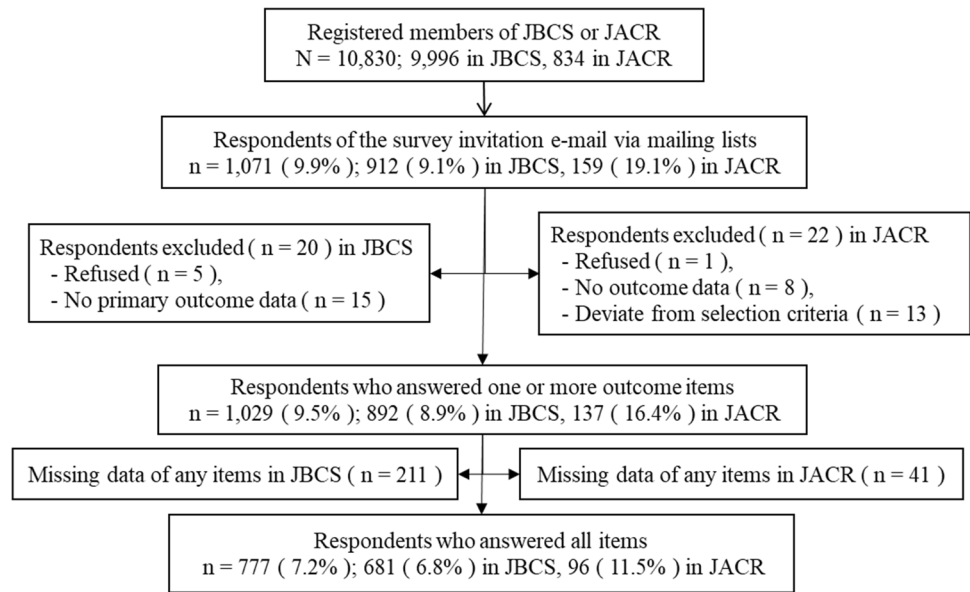 Registered members of JBCS or JACR
N = 10,830; 9,996 in JBCS, 834 in JACR
Respondents of the survey invitation e-mail via mailing lists
n = 1,071 ( 9.9% ); 912 ( 9.1% ) in JBCS, 159 ( 19.1% ) in JACR
Respondents excluded ( n = 20 ) in JBCS
- Refused ( n = 5 ),
- No primary outcome data ( n = 15 )
Respondents excluded ( n = 22 ) in JACR
- Refused ( n = 1 ),
- No outcome data ( n = 8 ),
- Deviate from selection criteria ( n = 13 )
Respondents who answered one or more outcome items
n = 1,029 ( 9.5% ); 892 ( 8.9% ) in JBCS, 137 ( 16.4% ) in JACR
Missing data of any items in JBCS ( n = 211 )
Missing data of any items in JACR ( n = 41 )
Respondents who answered all items
n = 777 ( 7.2% ); 681 ( 6.8% ) in JBCS, 96 ( 11.5% ) in JACR